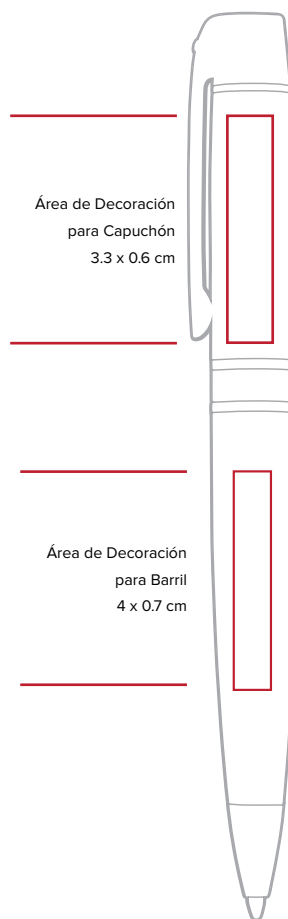 Área de Decoración
para Capuchón
3.3 x 0.6 cm
Área de Decoración
para Barril
4 x 0.7 cm